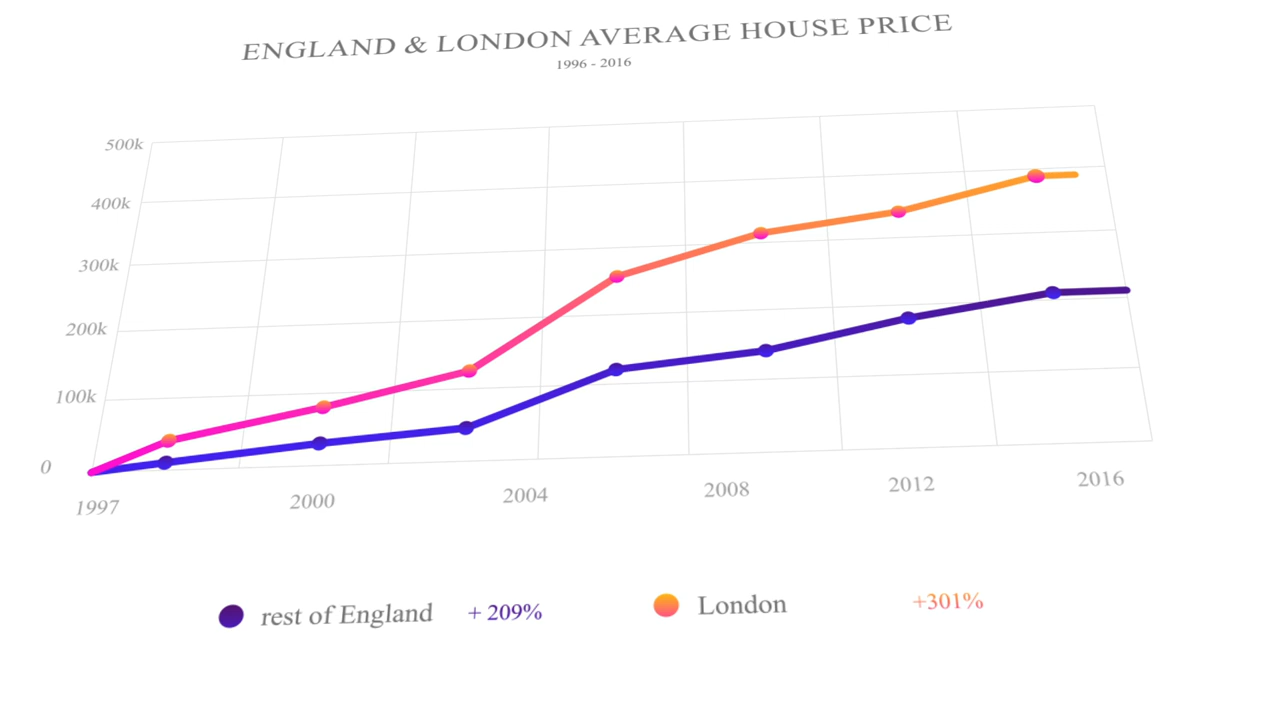 ENGLAND & LONDON AVERAGE HOUSE PRICE
1996 - 2016
500k
400k
300k
200k
100k
0
1997 2000 2004 2008 2012 2016
rest of England + 209% London +301%